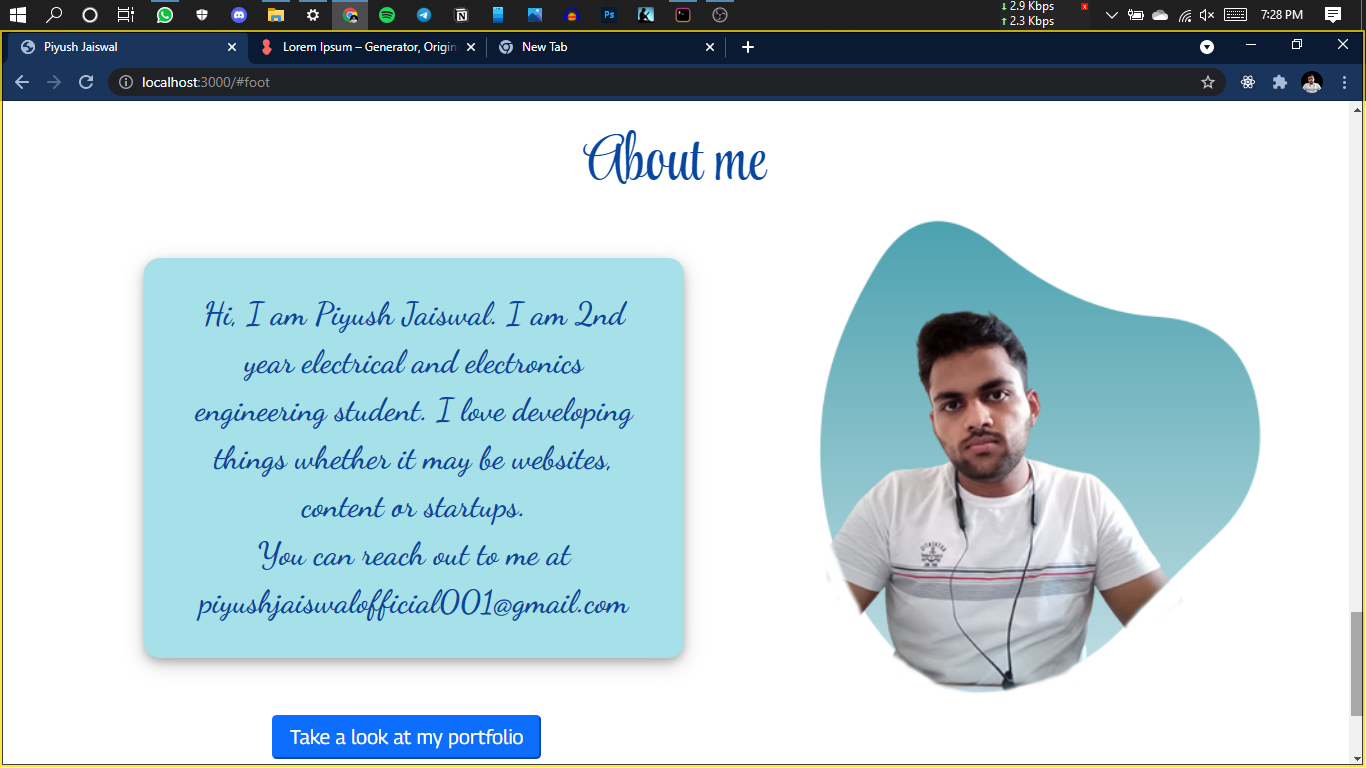 2.9 Kbps
2.3 Kbps
7:28 PM
Piyush Jaiswal
Lorem Ipsum – Generator, Origin
New Tab
localhost:3000/#foot
About me
Hi, I am Piyush Jaiswal. I am 2nd
year electrical and electronics
engineering student. I love developing
things whether it may be websites,
content or startups.
You can reach out to me at
piyushjaiswalofficial001@gmail.com
Take a look at my portfolio